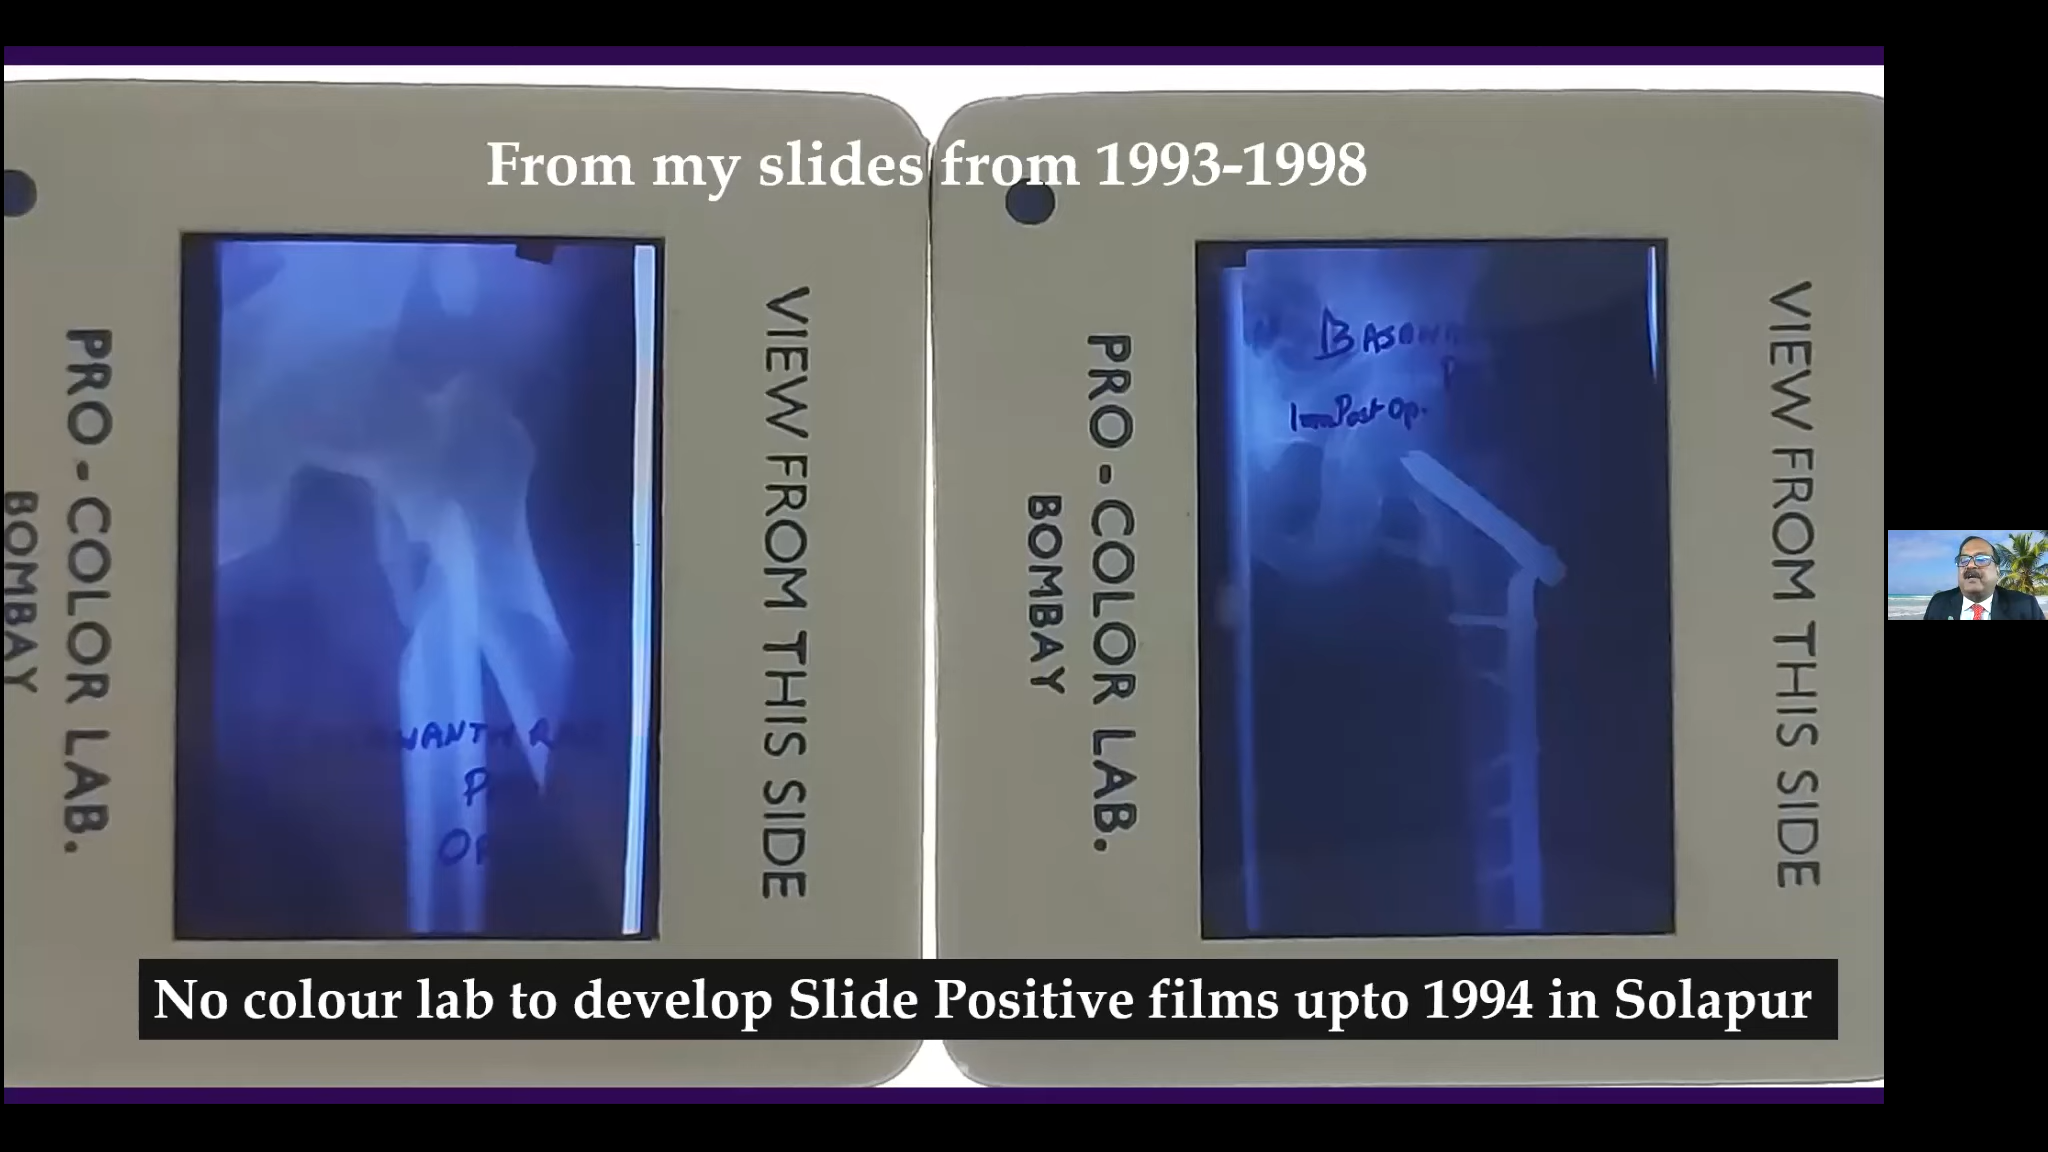 From my slides from 1993-1998
PRO-COLOR LAB.
BOMBAY
VIEW FROM THIS SIDE
Op
PRO-COLOR LAB.
BOMBAY
VIEW FROM THIS SIDE
Imm Post Op.
No colour lab to develop Slide Positive films upto 1994 in Solapur